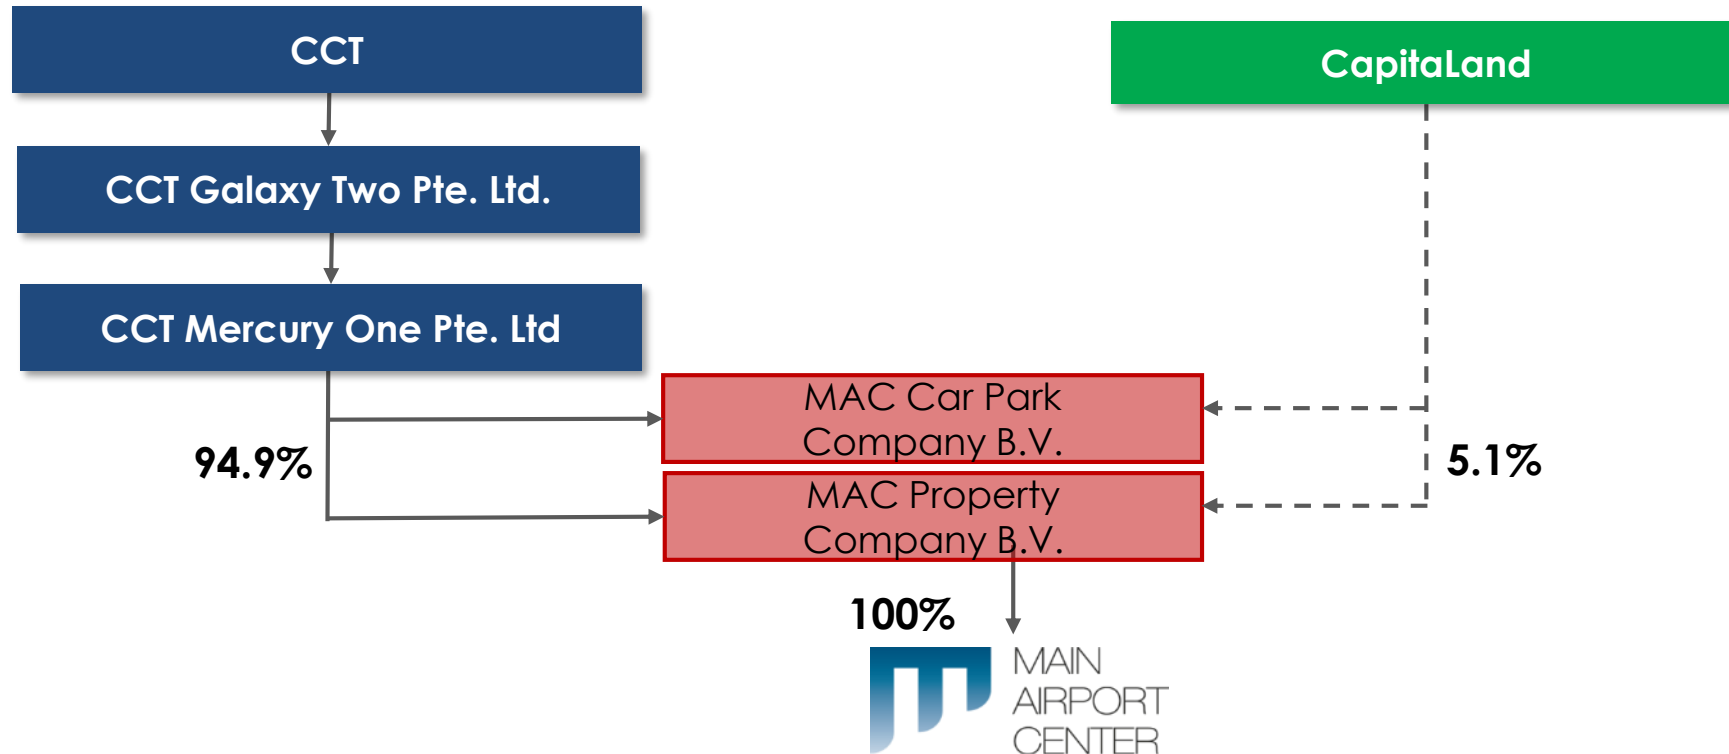 CCT
CapitaLand
CCT Galaxy Two Pte. Ltd.
CCT Mercury One Pte. Ltd
MAC Car Park
Company B.V.
94.9%
5.1%
MAC Property
Company B.V.
100%
MAIN
AIRPORT
CENTER